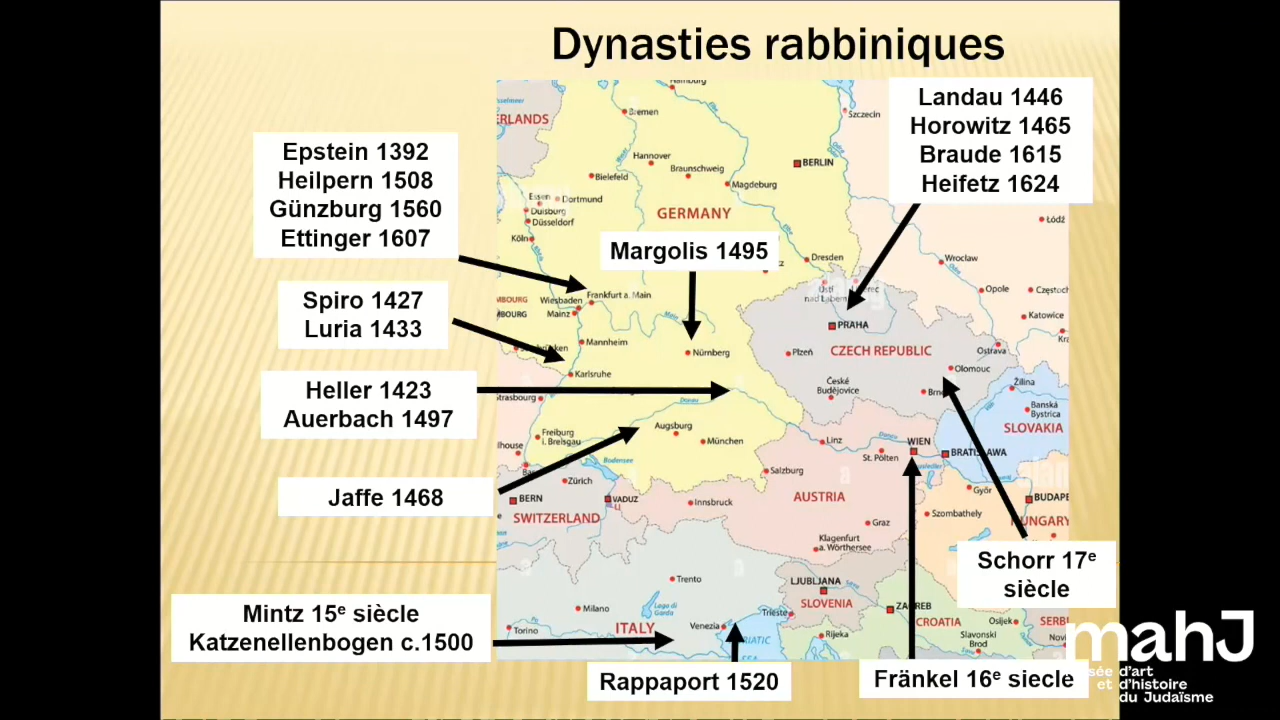 Dynasties rabbiniques
Landau 1446
Horowitz 1465
Braude 1615
Heifetz 1624
Epstein 1392
Heilpern 1508
Günzburg 1560
Ettinger 1607
Margolis 1495
Spiro 1427
Luria 1433
Heller 1423
Auerbach 1497
Jaffe 1468
Mintz 15e siècle
Katzenellenbogen c.1500
Rappaport 1520
Fränkel 16e siecle
Schorr 17e
siècle
Bremen
Szczecin
Hannover
BERLIN
Braunschweig
Bielefeld
Magdeburg
Essen
Dortmund
Duisburg
Düsseldorf
GERMANY
Łódź
Köln
Dresden
Wrocław
Opole
Wiesbaden
Frankfurt a. Main
Mainz
Main
Katowice
PRAHA
Mannheim
Nürnberg
Plzeň
CZECH REPUBLIC
Ostrava
Karlsruhe
Olomouc
České
Budějovice
Žilina
Donau
Banská
Bystrica
SLOVAKIA
Augsburg
Freiburg
i. Breisgau
München
Linz
WIEN
St. Pölten
BRATISLAVA
Bodensee
Salzburg
Zürich
BERN
VADUZ
Innsbruck
AUSTRIA
Győr
SWITZERLAND
Szombathely
HUNGARY
Graz
Klagenfurt
a. Wörthersee
Trento
LJUBLJANA
SLOVENIA
ZAGREB
Milano
Lago di
Garda
Trieste
Torino
ITALY
Venezia
Rijeka
CROATIA
Osijek
Slavonski
Brod
mahJ
sée d'art
et d'histoire
du Judaïsme